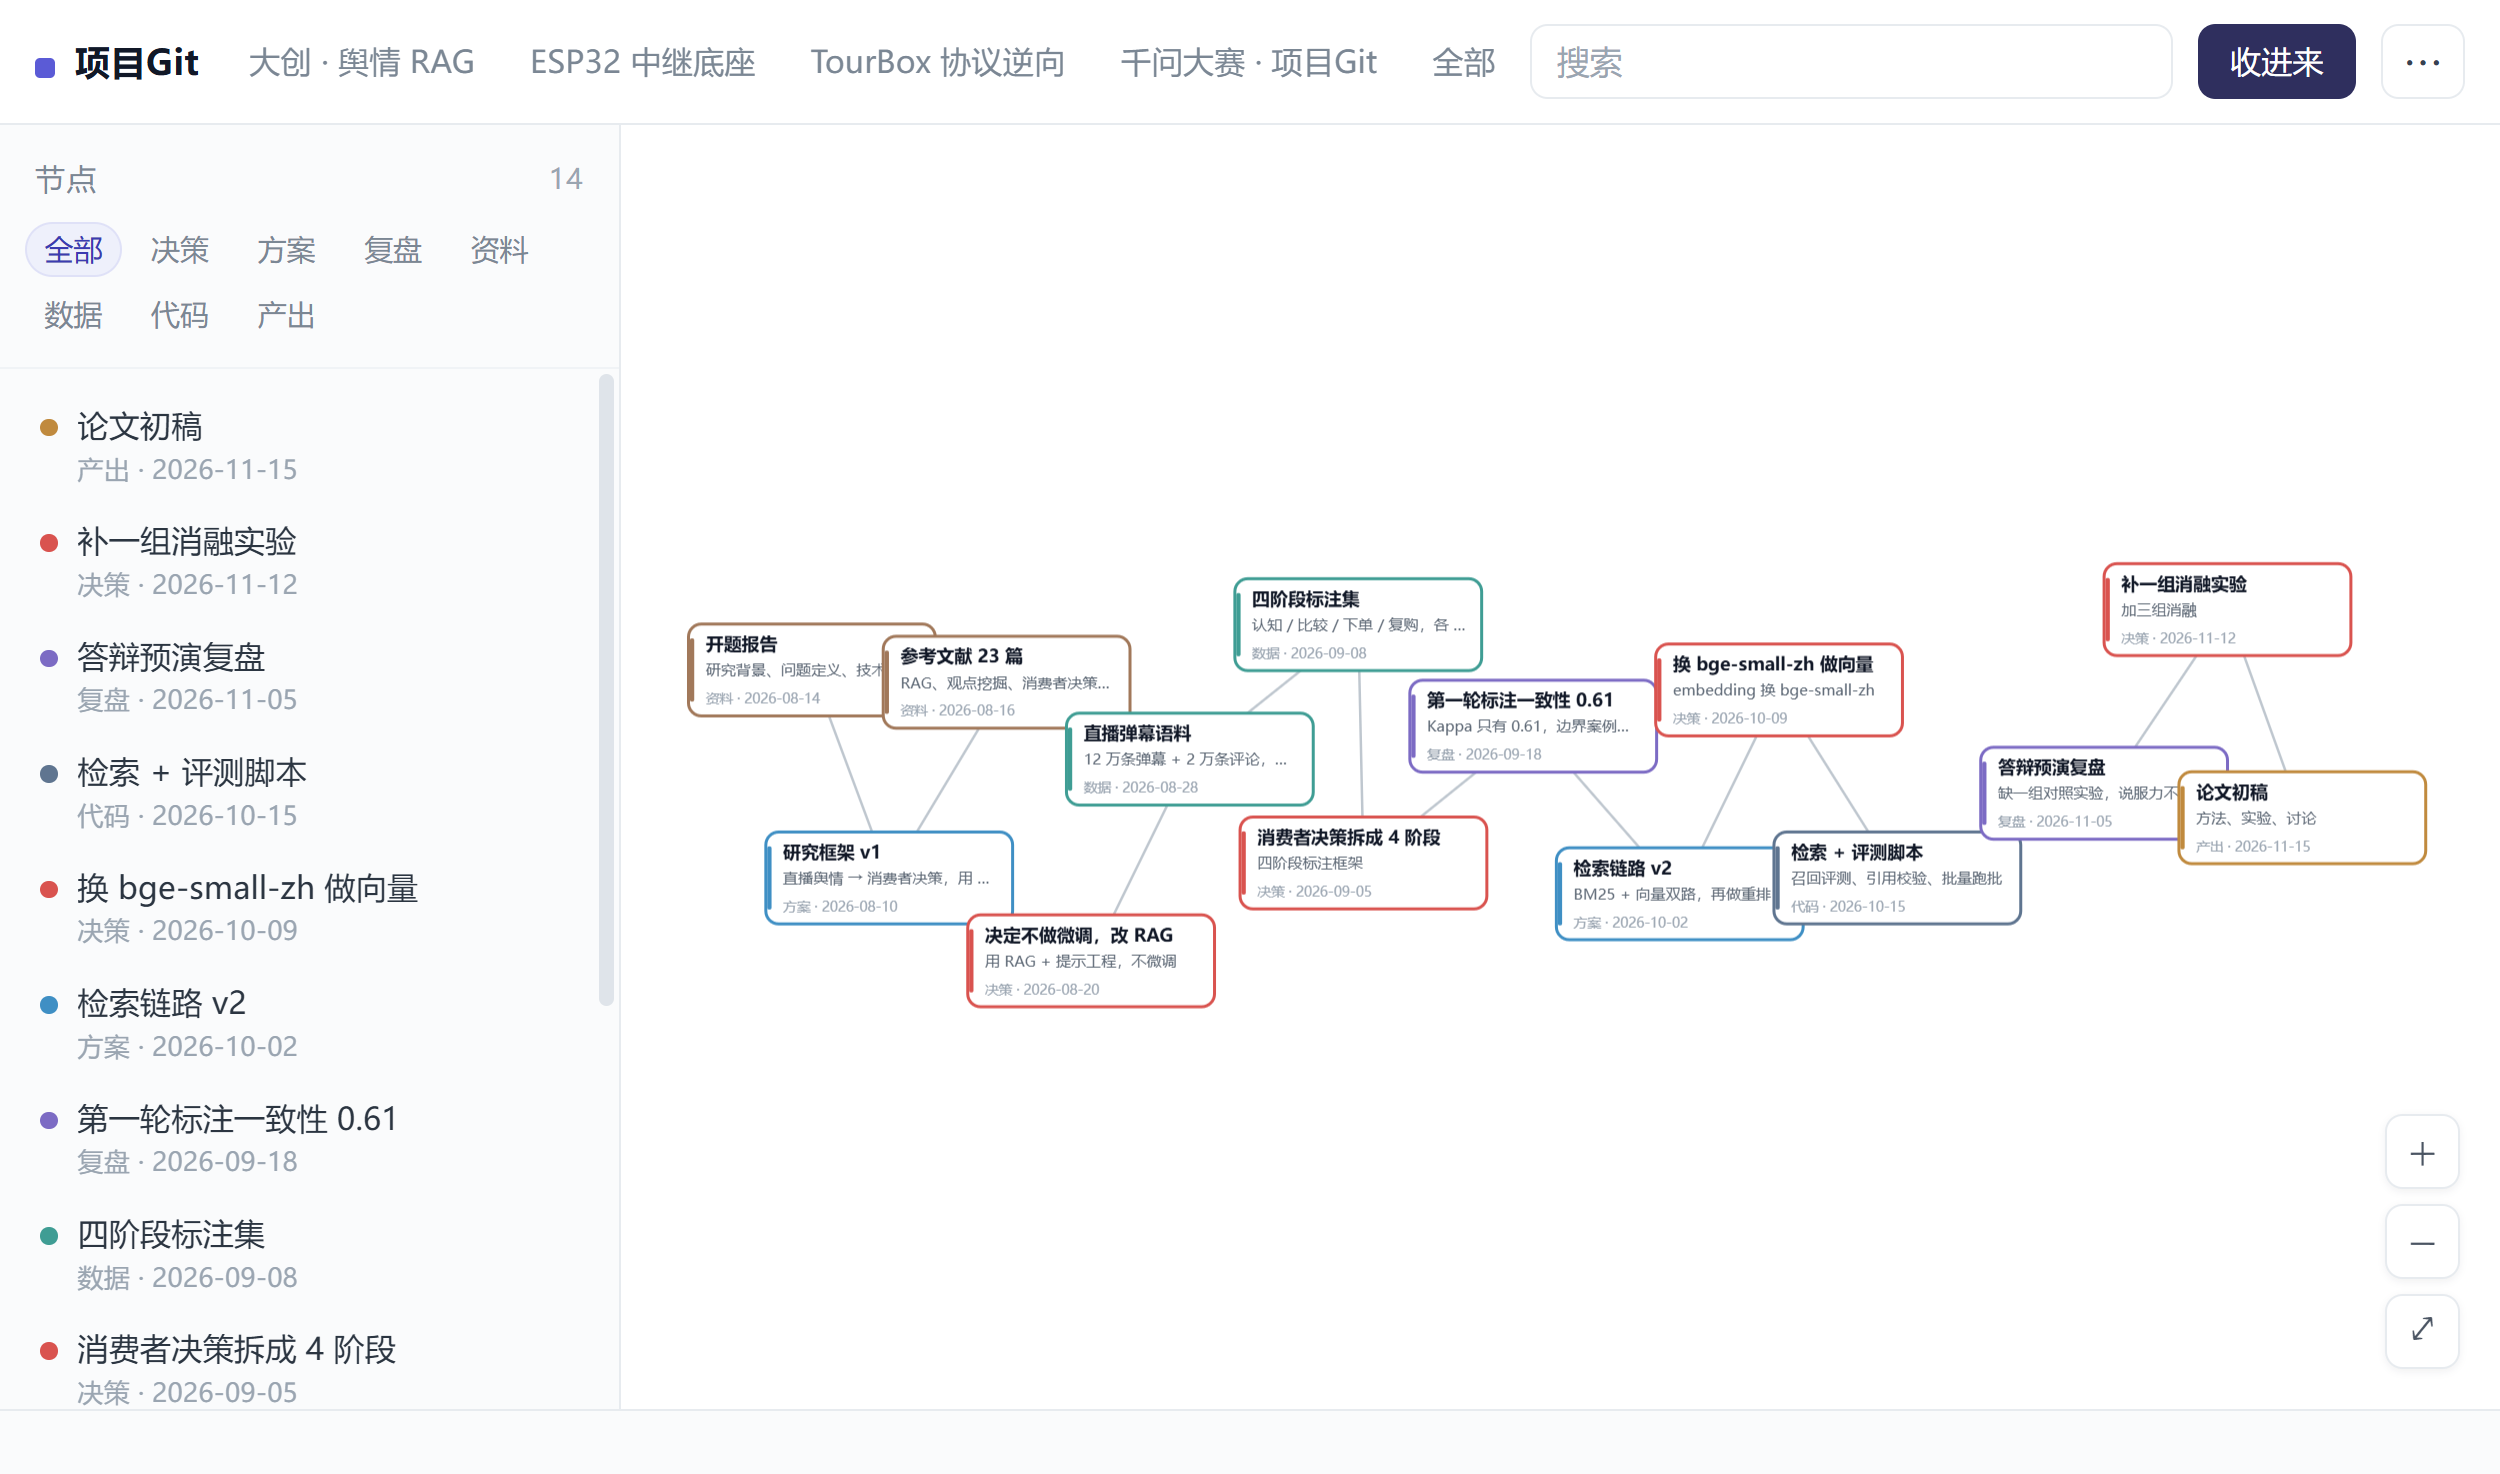 项目Git
大创 · 舆情 RAG
ESP32 中继底座
TourBox 协议逆向
千问大赛 · 项目Git
全部
搜索
收进来
···
节点
14
全部
决策
方案
复盘
资料
数据
代码
产出
论文初稿
产出 · 2026-11-15
补一组消融实验
决策 · 2026-11-12
答辩预演复盘
复盘 · 2026-11-05
检索 + 评测脚本
代码 · 2026-10-15
换 bge-small-zh 做向量
决策 · 2026-10-09
检索链路 v2
方案 · 2026-10-02
第一轮标注一致性 0.61
复盘 · 2026-09-18
四阶段标注集
数据 · 2026-09-08
消费者决策拆成 4 阶段
决策 · 2026-09-05
开题报告
研究背景、问题定义、技术
资料 · 2026-08-14
参考文献 23 篇
RAG、观点挖掘、消费者决策...
资料 · 2026-08-16
四阶段标注集
认知 / 比较 / 下单 / 复购，各 ...
数据 · 2026-09-08
直播弹幕语料
12 万条弹幕 + 2 万条评论，...
数据 · 2026-08-28
研究框架 v1
直播舆情 → 消费者决策，用 ...
方案 · 2026-08-10
决定不做微调，改 RAG
用 RAG + 提示工程，不微调
决策 · 2026-08-20
消费者决策拆成 4 阶段
四阶段标注框架
决策 · 2026-09-05
第一轮标注一致性 0.61
Kappa 只有 0.61，边界案例...
复盘 · 2026-09-18
换 bge-small-zh 做向量
embedding 换 bge-small-zh
决策 · 2026-10-09
检索链路 v2
BM25 + 向量双路，再做重排
方案 · 2026-10-02
检索 + 评测脚本
召回评测、引用校验、批量跑批
代码 · 2026-10-15
补一组消融实验
加三组消融
决策 · 2026-11-12
答辩预演复盘
缺一组对照实验，说服力不
复盘 · 2026-11-05
论文初稿
方法、实验、讨论
产出 · 2026-11-15